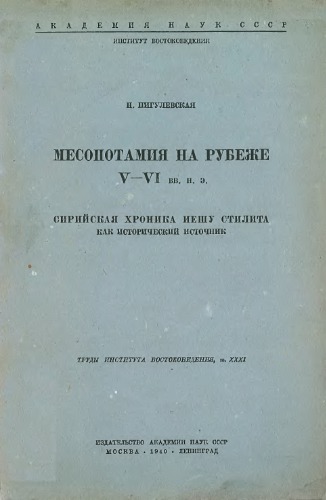 АКАДЕМИЯ НАУК СССР
ИНСТИТУТ ВОСТОКОВЕДЕНИЯ
Н. ПИГУЛЕВСКАЯ
МЕСОПОТАМИЯ НА РУБЕЖЕ
V—VI ВВ. Н. Э.
СИРИЙСКАЯ ХРОНИКА ИЕШУ СТИЛИТА
КАК ИСТОРИЧЕСКИЙ ИСТОЧНИК
ТРУДЫ ИНСТИТУТА ВОСТОКОВЕДЕНИЯ, т. XXXI
ИЗДАТЕЛЬСТВО АКАДЕМИИ НАУК СССР
МОСКВА · 1940 · ЛЕНИНГРАД